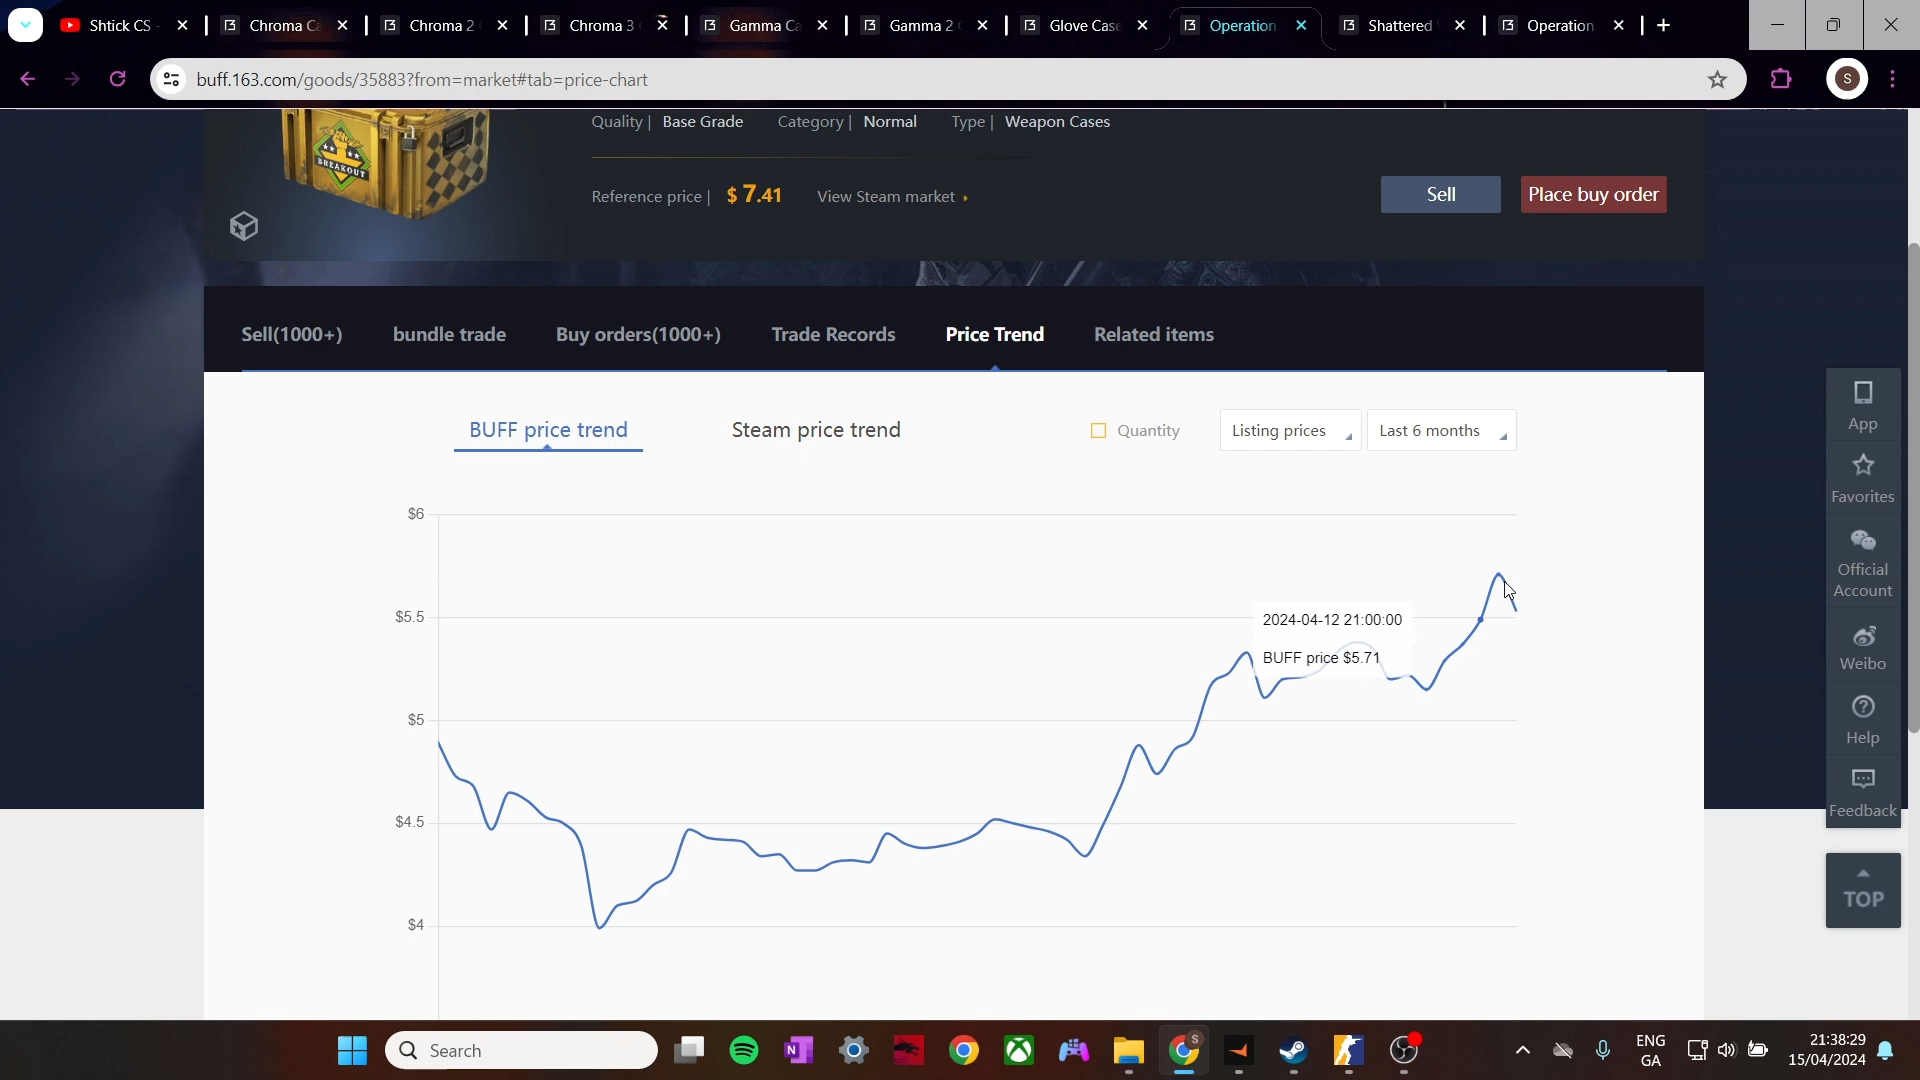 Shtick CS -
Chroma Ca
Chroma 2
Chroma 3
Gamma Ca
Gamma 2
Glove Case
Operation
Shattered
Operation
buff.163.com/goods/35883?from=market#tab=price-chart
S
BREAKOUT
Quality | Base Grade Category | Normal Type | Weapon Cases
Reference price | $ 7.41 View Steam market
Sell
Place buy order
Sell(1000+) bundle trade Buy orders(1000+) Trade Records Price Trend Related items
BUFF price trend
Steam price trend
Quantity
Listing prices
Last 6 months
$6
$5.5
$5
$4.5
$4
2024-04-12 21:00:00
BUFF price $5.71
App
Favorites
Official
Account
Weibo
Help
Feedback
TOP
Search
ENG
GA
21:38:29
15/04/2024